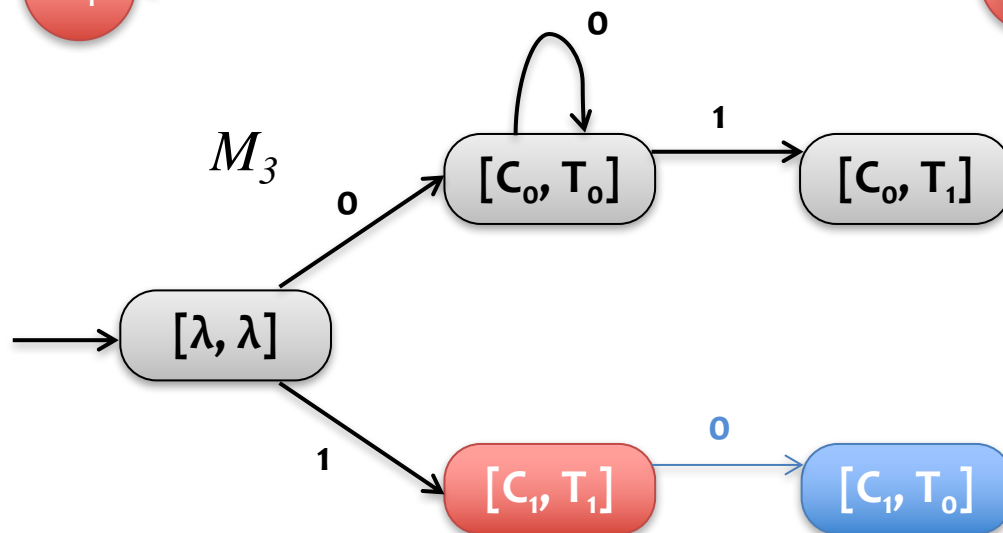 0
1
M₃
[C₀, T₀]
[C₀, T₁]
0
[λ, λ]
0
1
[C₁, T₁]
[C₁, T₀]